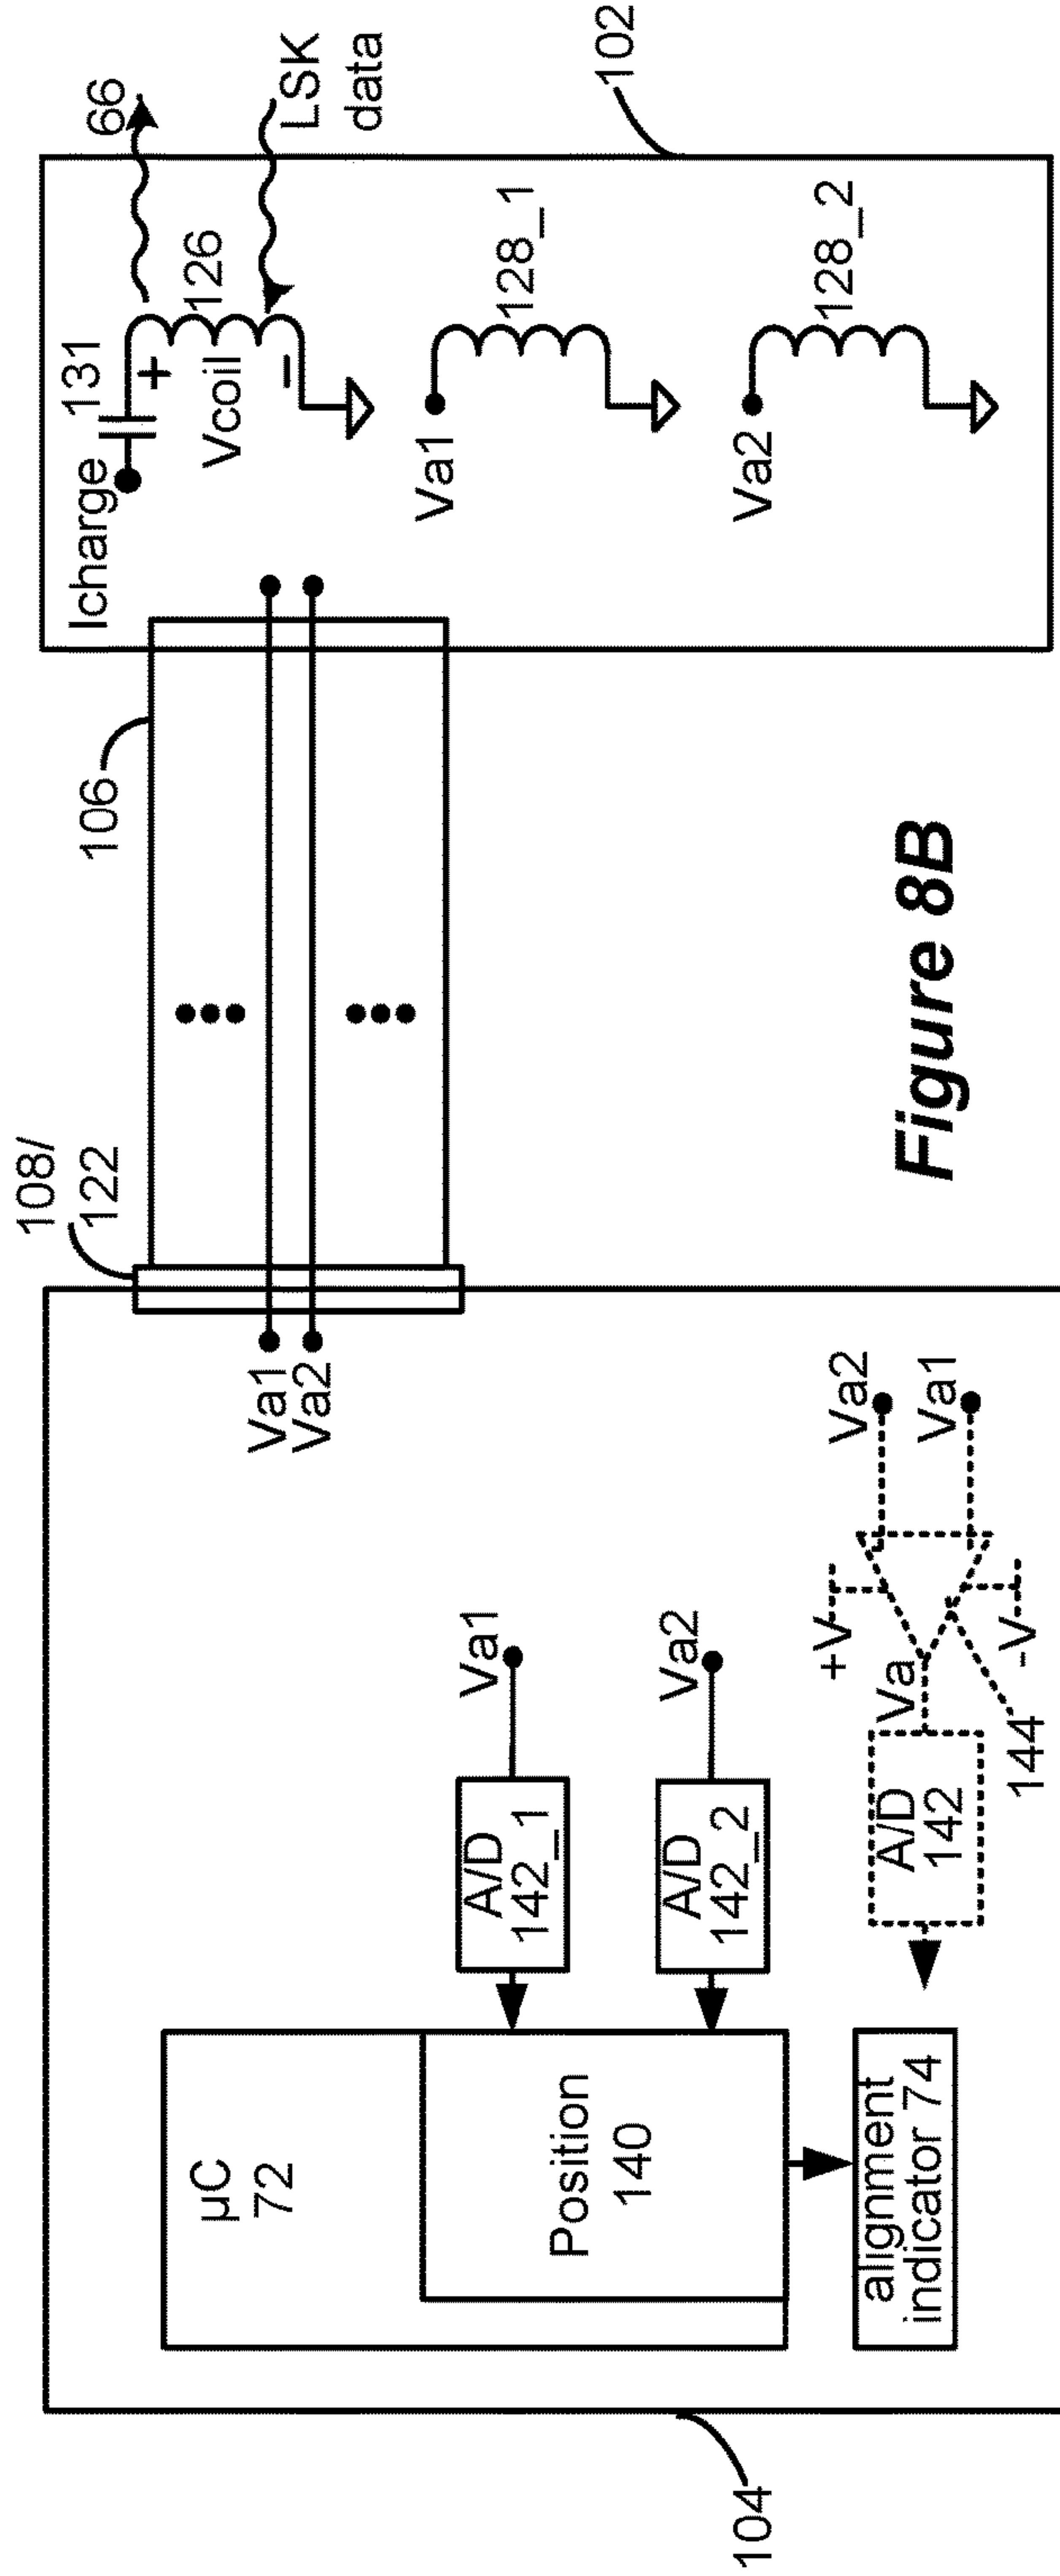 108/
122
106
Icharge
131
66
+
Vcoil
126
–
LSK
data
Va1
128_1
Va2
128_2
102
Va1
Va2
µC
72
Position
140
A/D
142_1
Va1
A/D
142_2
Va2
alignment
indicator 74
A/D
142
Va
+V
-V
144
Va2
Va1
104
Figure 8B